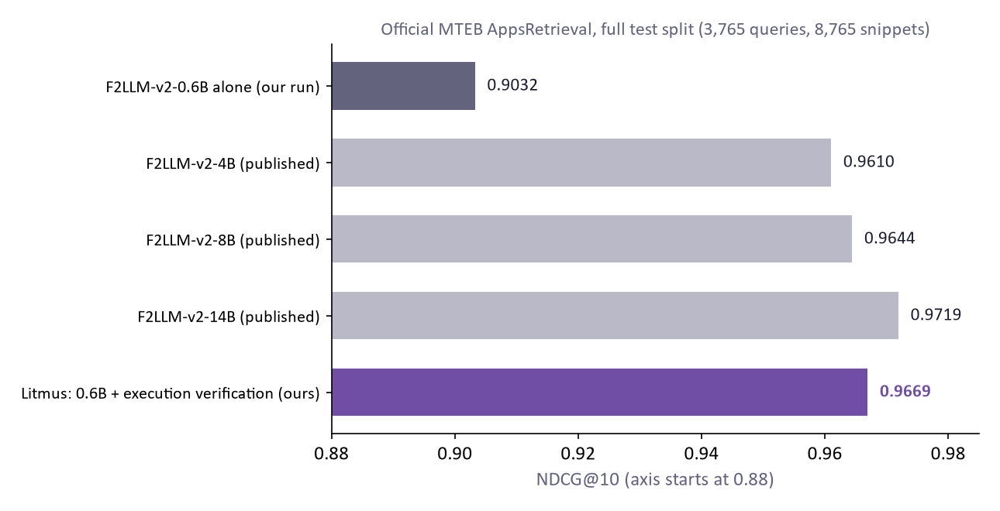 Official MTEB AppsRetrieval, full test split (3,765 queries, 8,765 snippets)
F2LLM-v2-0.6B alone (our run)
0.9032
F2LLM-v2-4B (published)
0.9610
F2LLM-v2-8B (published)
0.9644
F2LLM-v2-14B (published)
0.9719
Litmus: 0.6B + execution verification (ours)
0.9669
0.88 0.90 0.92 0.94 0.96 0.98
NDCG@10 (axis starts at 0.88)